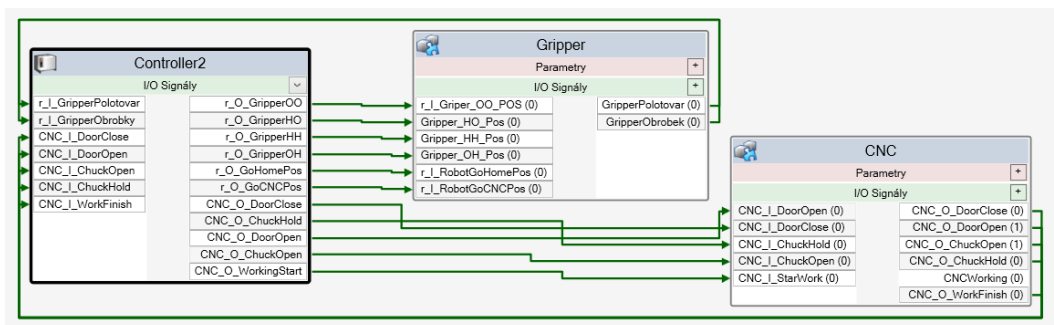 Controller2
I/O Signály
r_I_GripperPolotovar r_O_GripperOO
r_I_GripperObrobky r_O_GripperHO
CNC_I_DoorClose r_O_GripperHH
CNC_I_DoorOpen r_O_GripperOH
CNC_I_ChuckOpen r_O_GoHomePos
CNC_I_ChuckHold r_O_GoCNCPos
CNC_I_WorkFinish CNC_O_DoorClose
CNC_O_ChuckHold
CNC_O_DoorOpen
CNC_O_ChuckOpen
CNC_O_WorkingStart
Gripper
Parametry +
I/O Signály +
r_I_Griper_OO_POS (0) GripperPolotovar (0)
Gripper_HO_Pos (0) GripperObrobek (0)
Gripper_HH_Pos (0)
Gripper_OH_Pos (0)
r_I_RobotGoHomePos (0)
r_I_RobotGoCNCPos (0)
CNC
Parametry +
I/O Signály +
CNC_I_DoorOpen (0) CNC_O_DoorClose (0)
CNC_I_DoorClose (0) CNC_O_DoorOpen (1)
CNC_I_ChuckHold (0) CNC_O_ChuckOpen (1)
CNC_I_ChuckOpen (0) CNC_O_ChuckHold (0)
CNC_I_StarWork (0) CNCWorking (0)
CNC_O_WorkFinish (0)